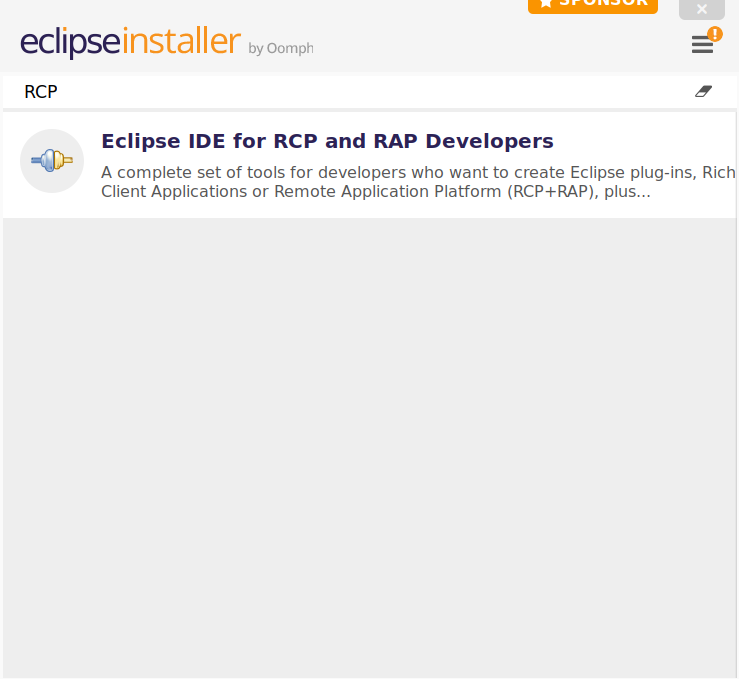 SPONSOR
eclipseinstaller by Oomph
RCP
Eclipse IDE for RCP and RAP Developers
A complete set of tools for developers who want to create Eclipse plug-ins, Rich
Client Applications or Remote Application Platform (RCP+RAP), plus...